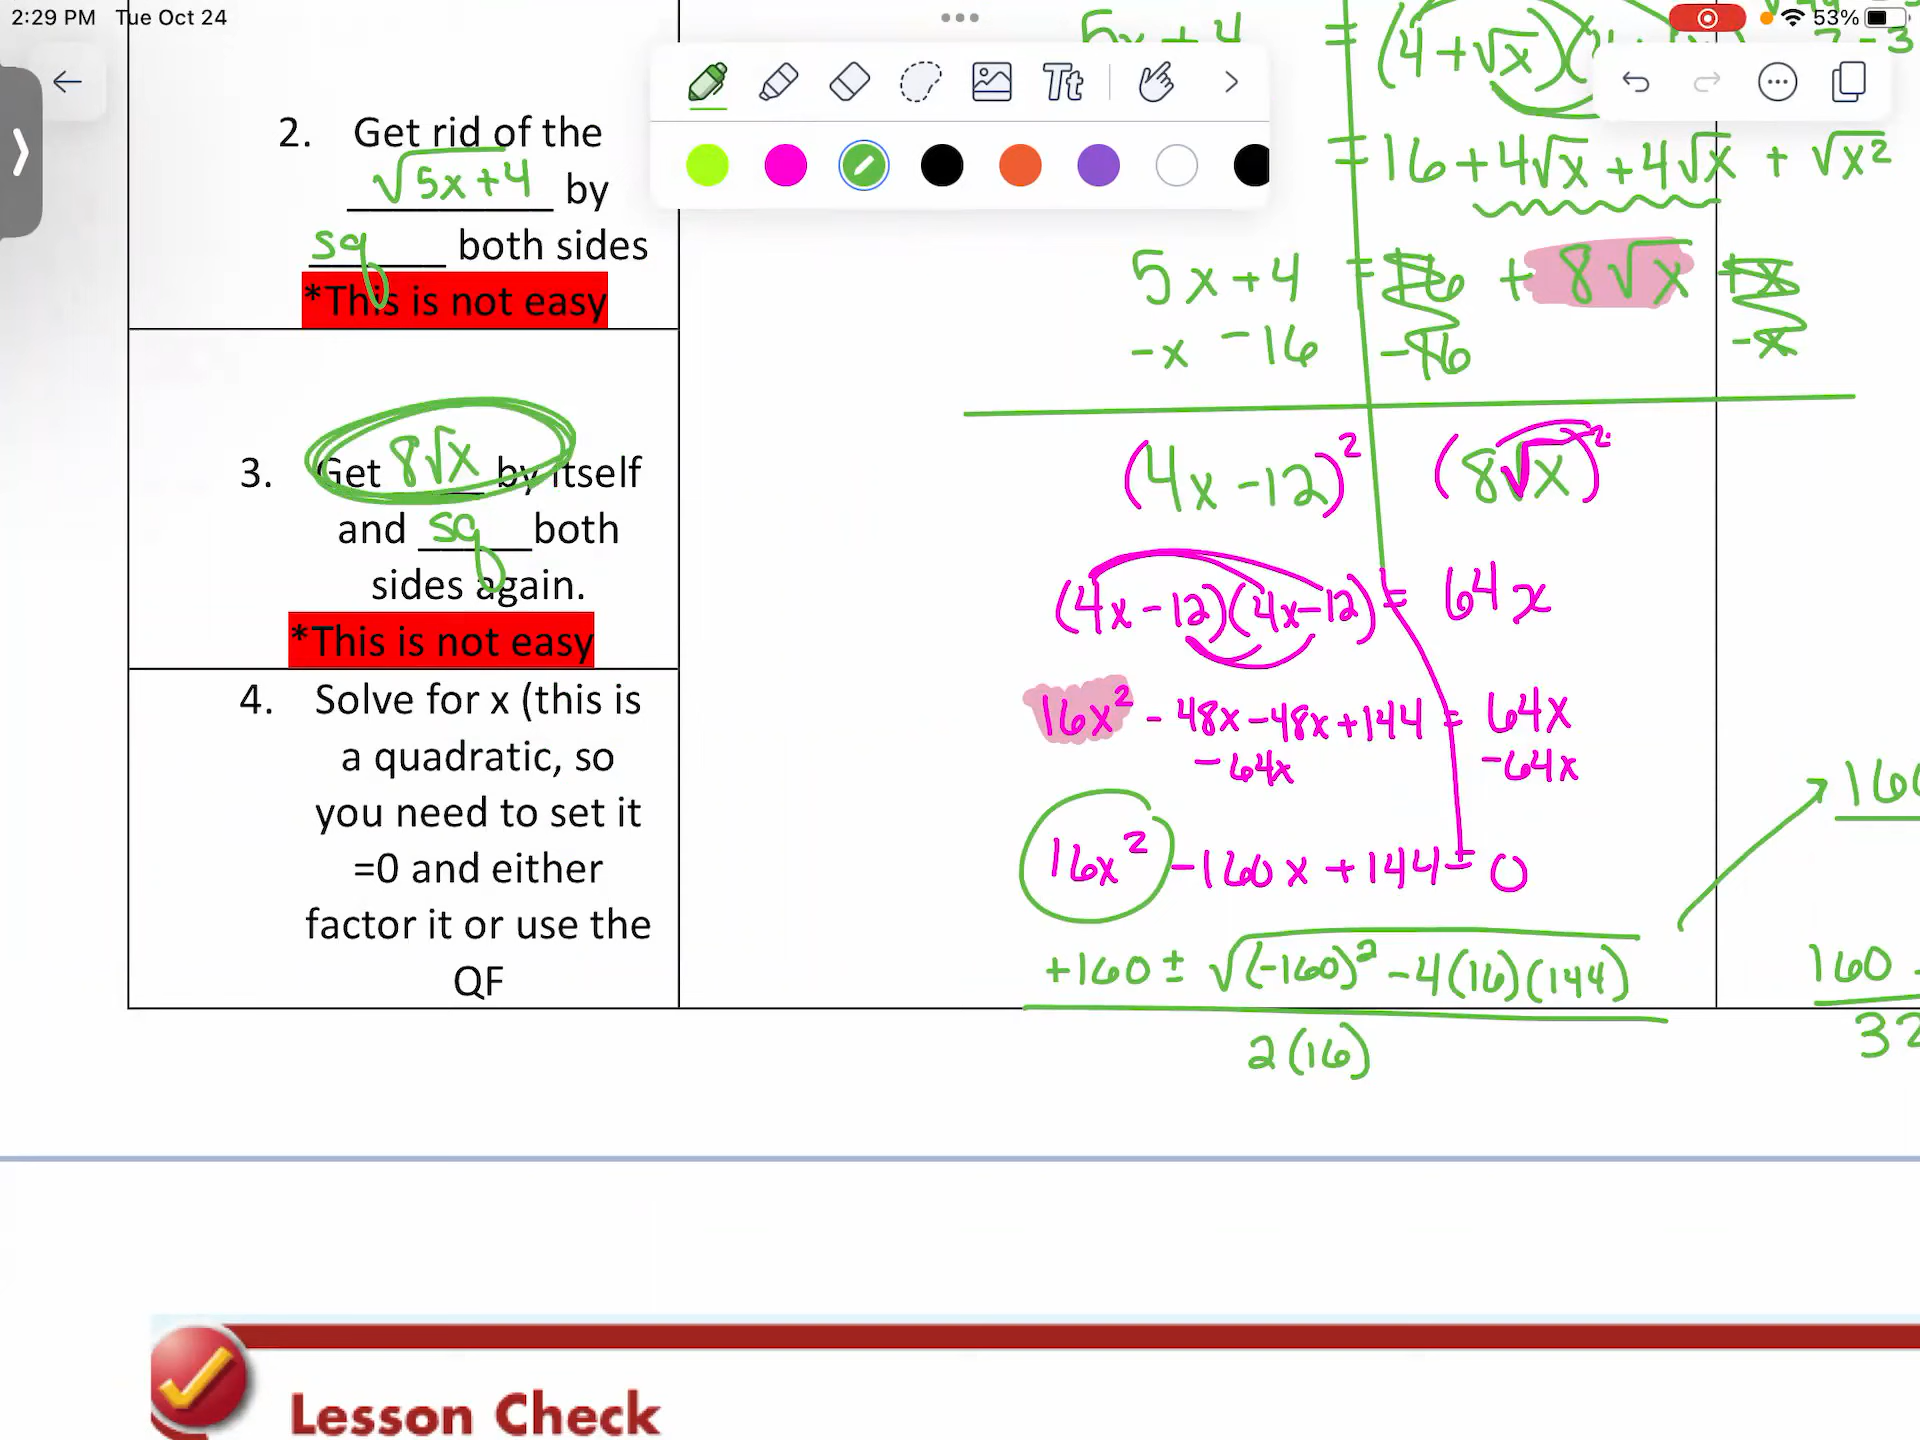 2:29 PM Tue Oct 24
53%
2. Get rid of the
√5x+4 by
sq both sides
*This is not easy
3. Get 8√x by itself
and sq both
sides again.
*This is not easy
4. Solve for x (this is
a quadratic, so
you need to set it
=0 and either
factor it or use the
QF
Tt
5x+4 = (4+√x)(
= 16 + 4√x + 4√x + √x²
5x+4 = 16 + 8√x + x
-x -16 -16 -x
(4x-12)² (8√x)²
(4x-12)(4x-12) = 64x
16x² - 48x - 48x + 144 = 64x
-64x -64x
16x² - 160x + 144 = 0
+160 ± √(-160)² - 4(16)(144)
2(16)
160
32
Lesson Check